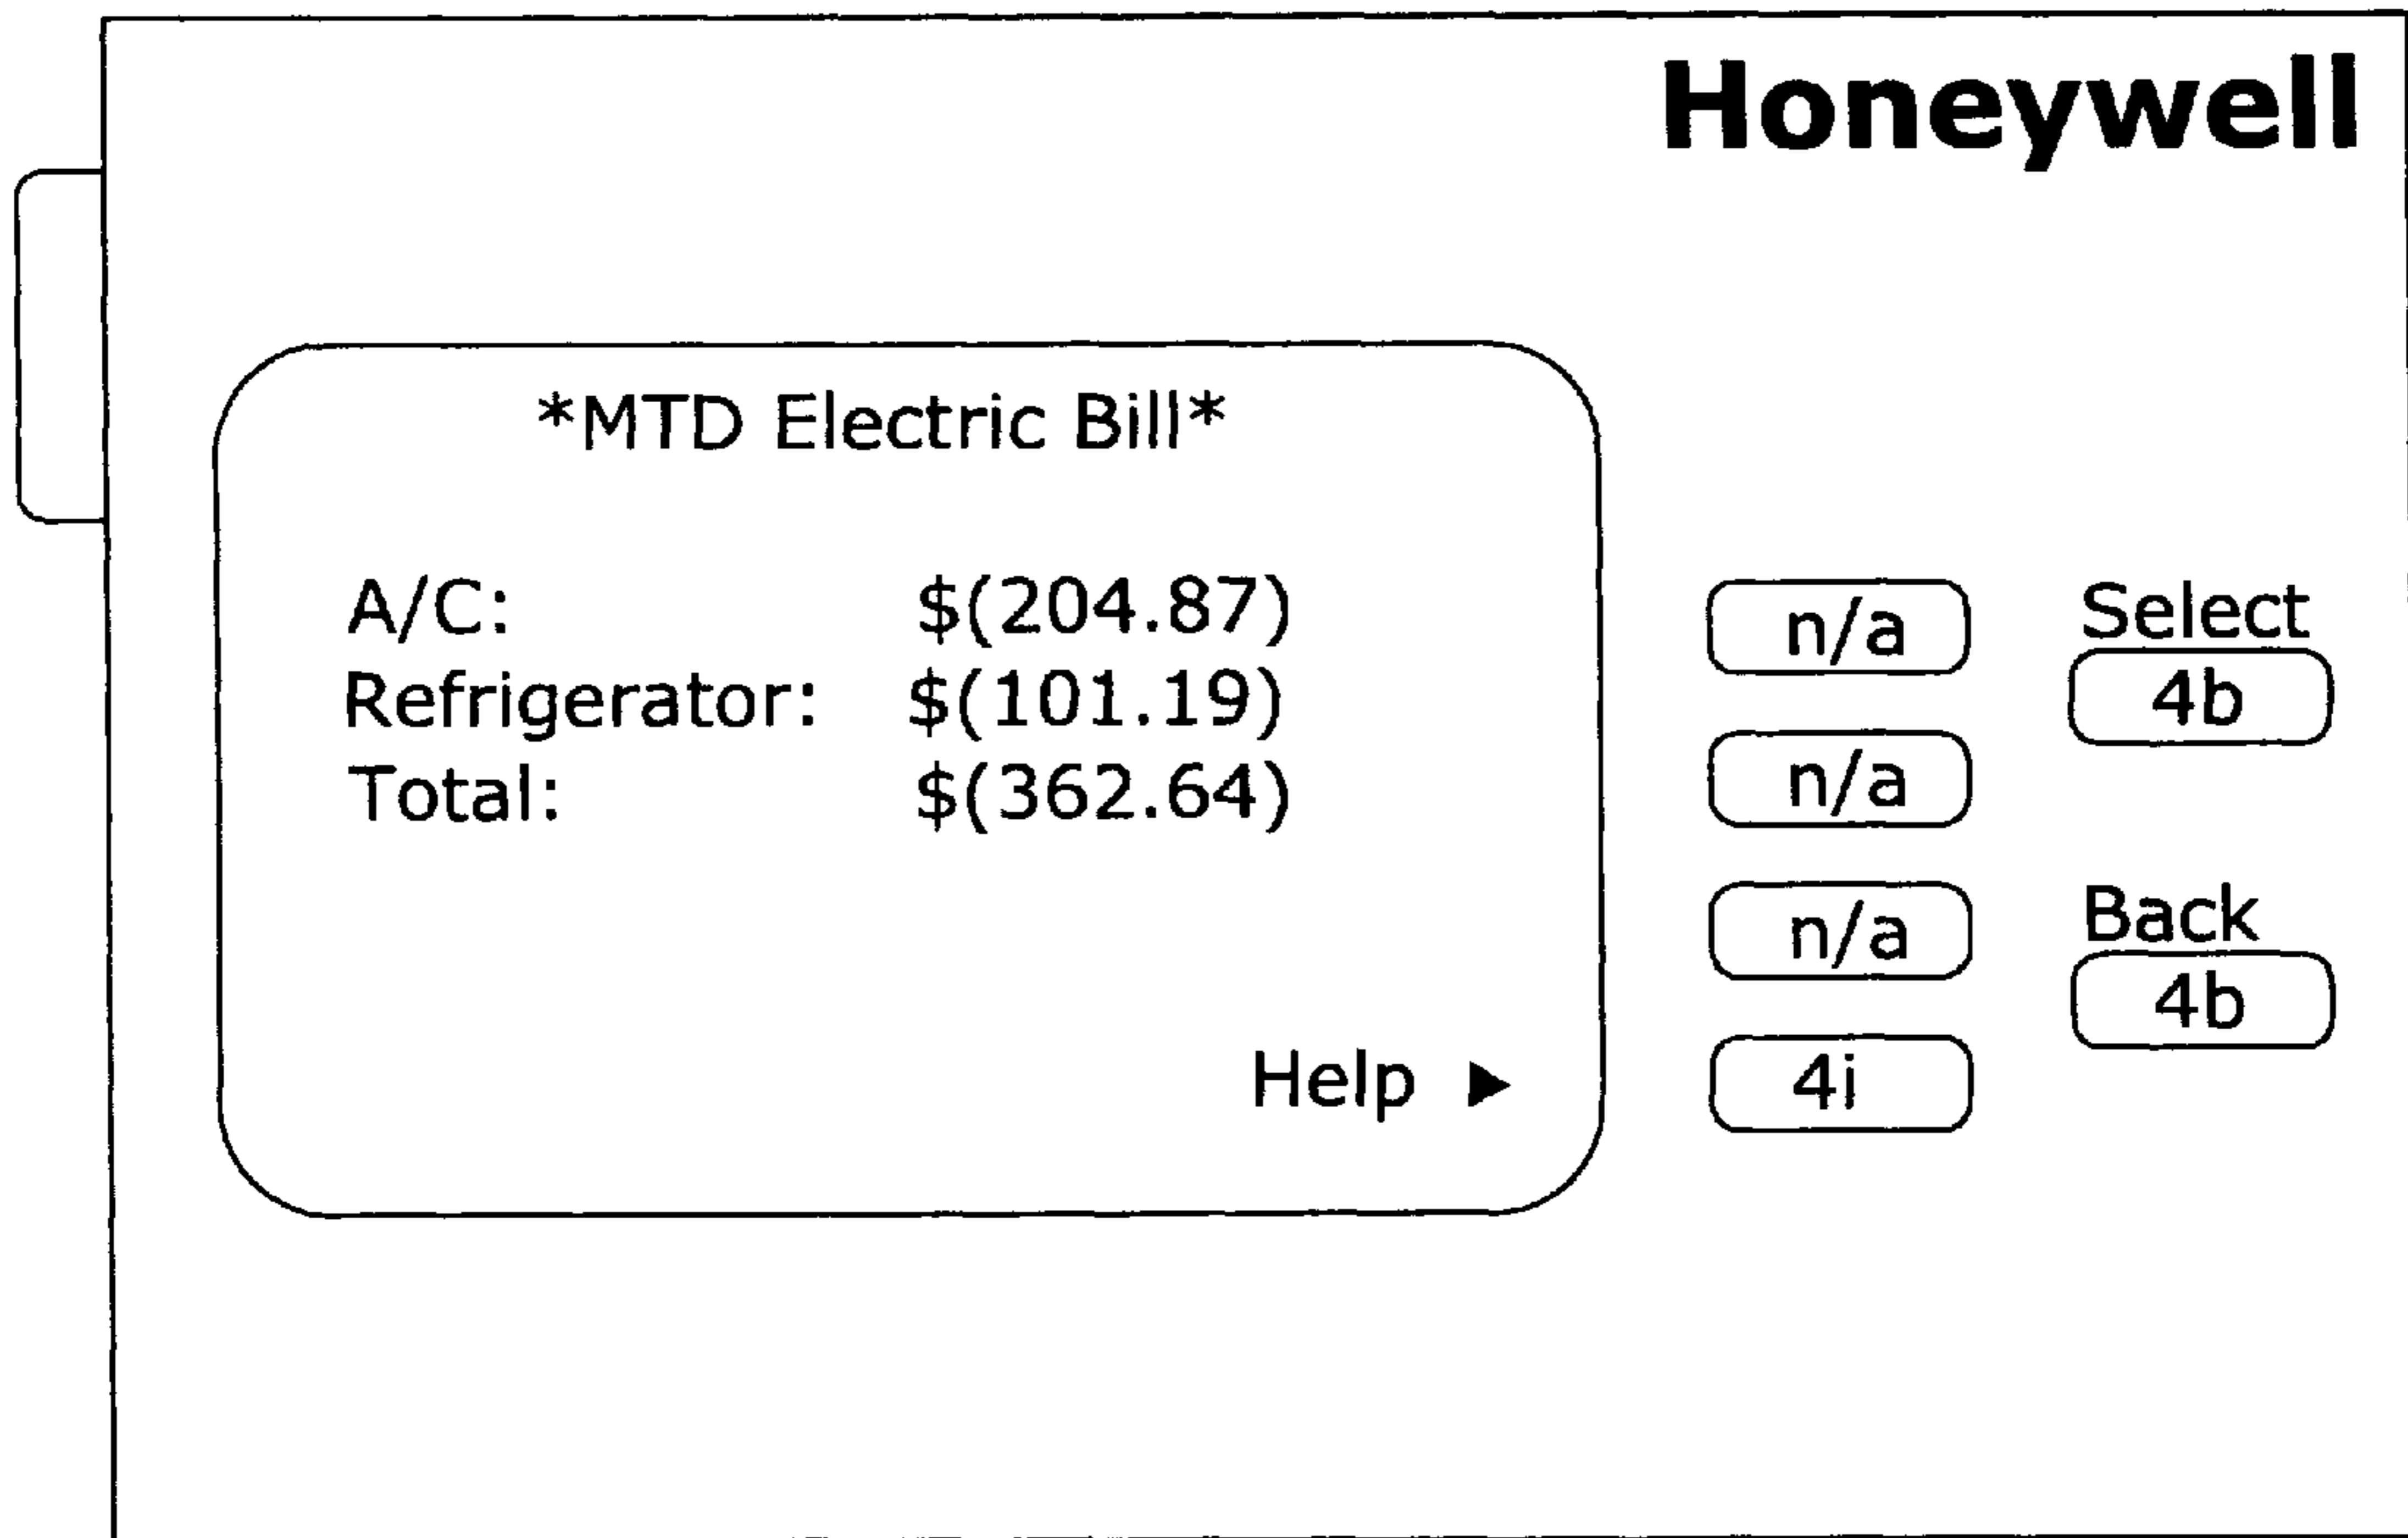 Honeywell
*MTD Electric Bill*
A/C: $(204.87)
Refrigerator: $(101.19)
Total: $(362.64)
Help ▶
n/a
n/a
n/a
4i
Select
4b
Back
4b